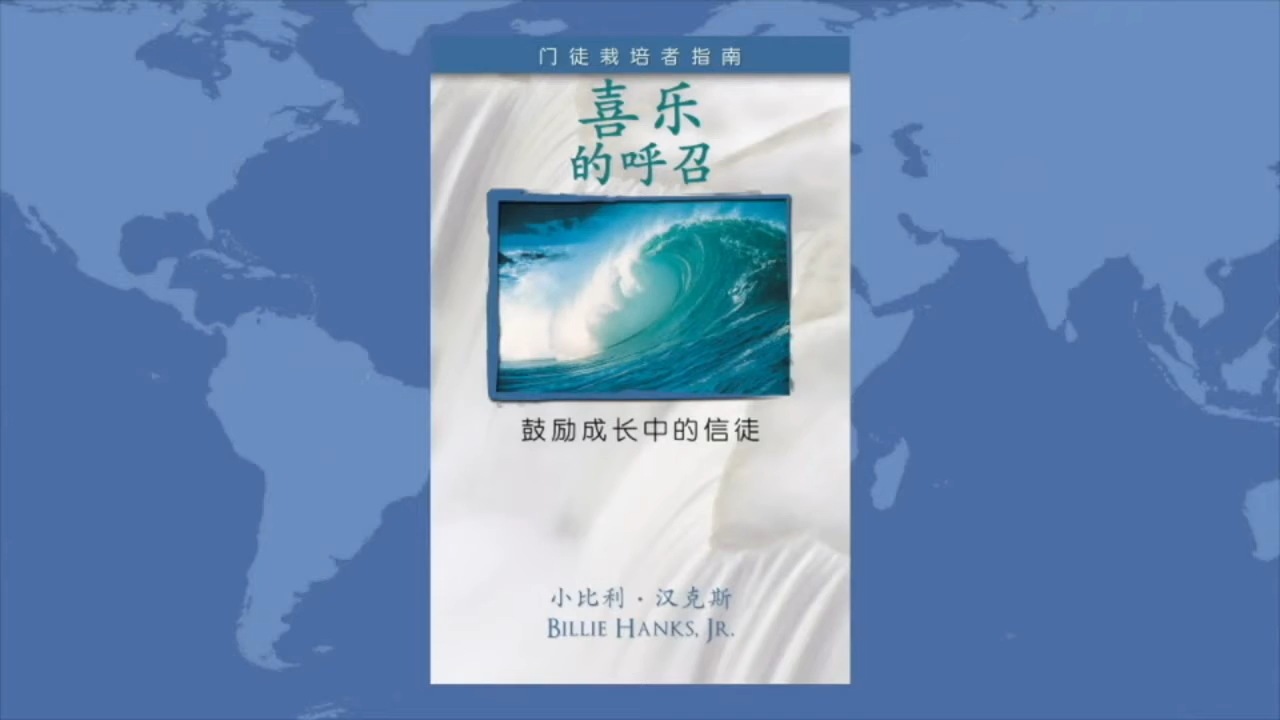 门徒栽培者指南
喜乐
的呼召
鼓励成长中的信徒
小比利·汉克斯
BILLIE HANKS, JR.